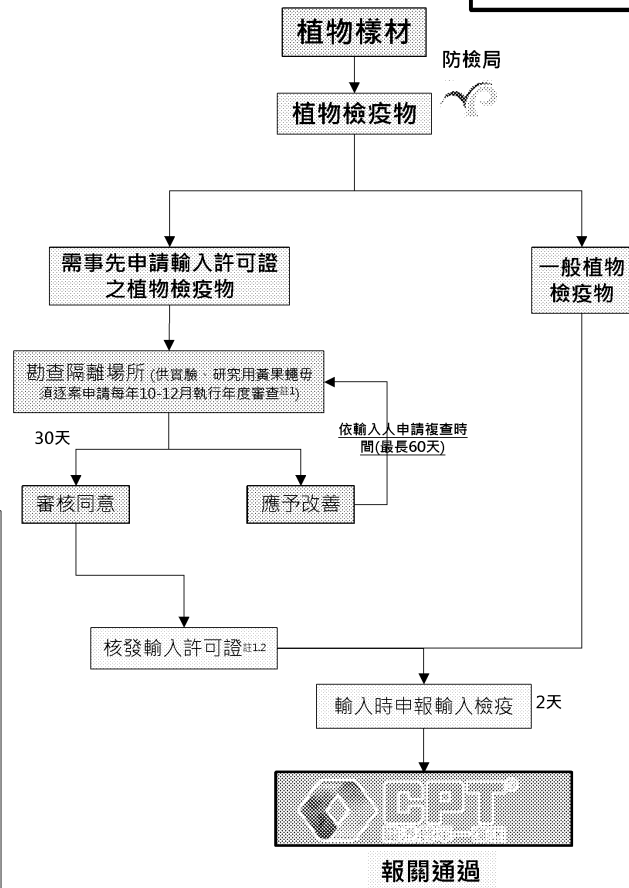 植物樣材
防檢局
植物檢疫物
需事先申請輸入許可證
之植物檢疫物
一般植物
檢疫物
勘查隔離場所 (供實驗、研究用黃果蠅毋
須逐案申請每年10-12月執行年度審查註1)
30天
依輸入人申請複查時
間(最長60天)
審核同意
應予改善
核發輸入許可證註1.2
輸入時申報輸入檢疫
2天
CPT
報關通過